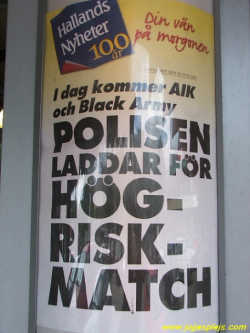 Hallands
Nyheter
100
år
Din vän
på morgonen
I dag kommer AIK
och Black Army
POLISEN
LADDAR FÖR
HÖG-
RISK-
MATCH
www.jogesplejs.com